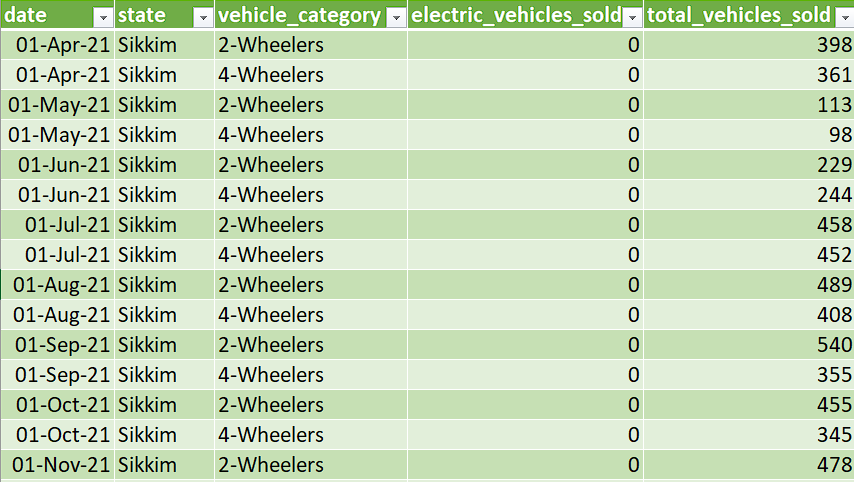 date state vehicle_category electric_vehicles_sold total_vehicles_sold
01-Apr-21 Sikkim 2-Wheelers 0 398
01-Apr-21 Sikkim 4-Wheelers 0 361
01-May-21 Sikkim 2-Wheelers 0 113
01-May-21 Sikkim 4-Wheelers 0 98
01-Jun-21 Sikkim 2-Wheelers 0 229
01-Jun-21 Sikkim 4-Wheelers 0 244
01-Jul-21 Sikkim 2-Wheelers 0 458
01-Jul-21 Sikkim 4-Wheelers 0 452
01-Aug-21 Sikkim 2-Wheelers 0 489
01-Aug-21 Sikkim 4-Wheelers 0 408
01-Sep-21 Sikkim 2-Wheelers 0 540
01-Sep-21 Sikkim 4-Wheelers 0 355
01-Oct-21 Sikkim 2-Wheelers 0 455
01-Oct-21 Sikkim 4-Wheelers 0 345
01-Nov-21 Sikkim 2-Wheelers 0 478